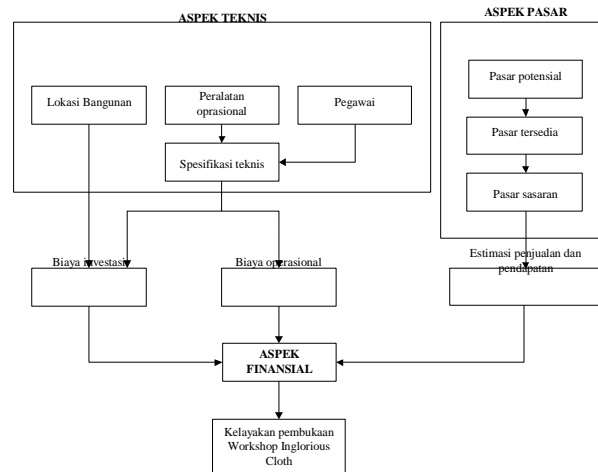 ASPEK TEKNIS
ASPEK PASAR
Lokasi Bangunan
Peralatan
oprasional
Pegawai
Spesifikasi teknis
Pasar potensial
Pasar tersedia
Pasar sasaran
Biaya investasi
Biaya operasional
Estimasi penjualan dan
pendapatan
ASPEK
FINANSIAL
Kelayakan pembukaan
Workshop Inglorious
Cloth